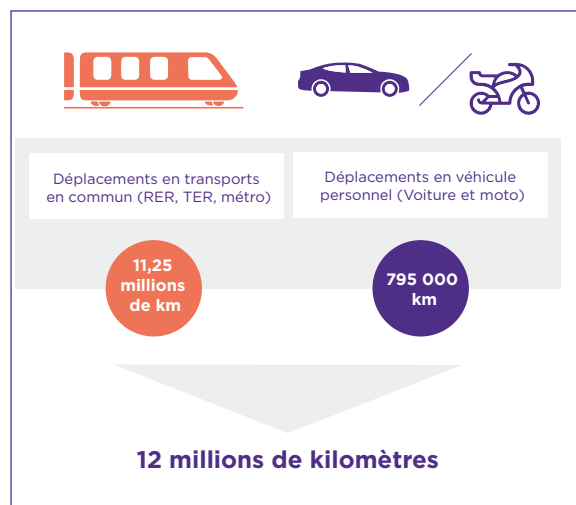 Déplacements en transports
en commun (RER, TER, métro)
Déplacements en véhicule
personnel (Voiture et moto)
11,25
millions
de km
795 000
km
12 millions de kilomètres